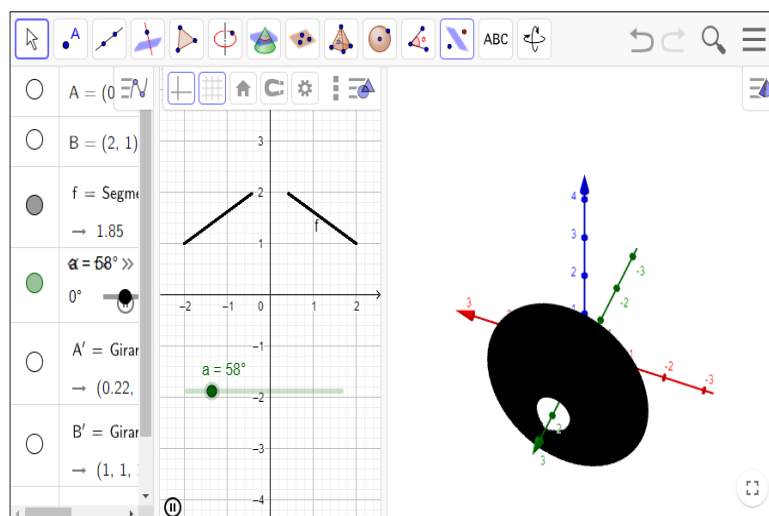 A
ABC
A = (0
B = (2, 1)
f = Segme
→ 1.85
a = 58°
0°
A′ = Girar
→ (0.22,
B′ = Girar
→ (1, 1,
3
2
1
0
−2 −1 0 1 2
−1
−2
−3
−4
f
a = 58°
4
3
2
-3
-2
3
-2
-3
2
3